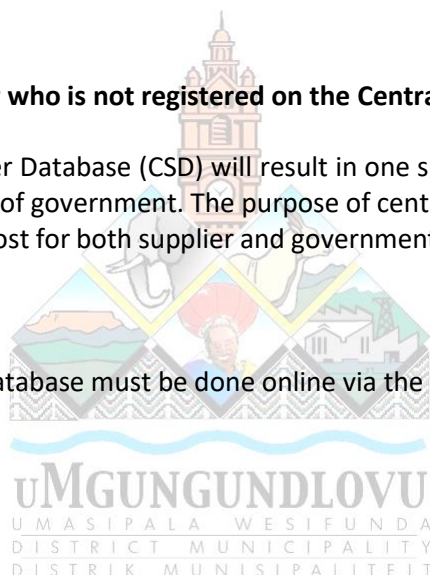 who is not registered on the Centra
er Database (CSD) will result in one s
of government. The purpose of cent
ost for both supplier and government
atabase must be done online via the
UMGUNGUNDLOVU
UMASIPALA WESIFUNDA
DISTRICT MUNICIPALITY
DISTRIK MUNISIPALITEIT